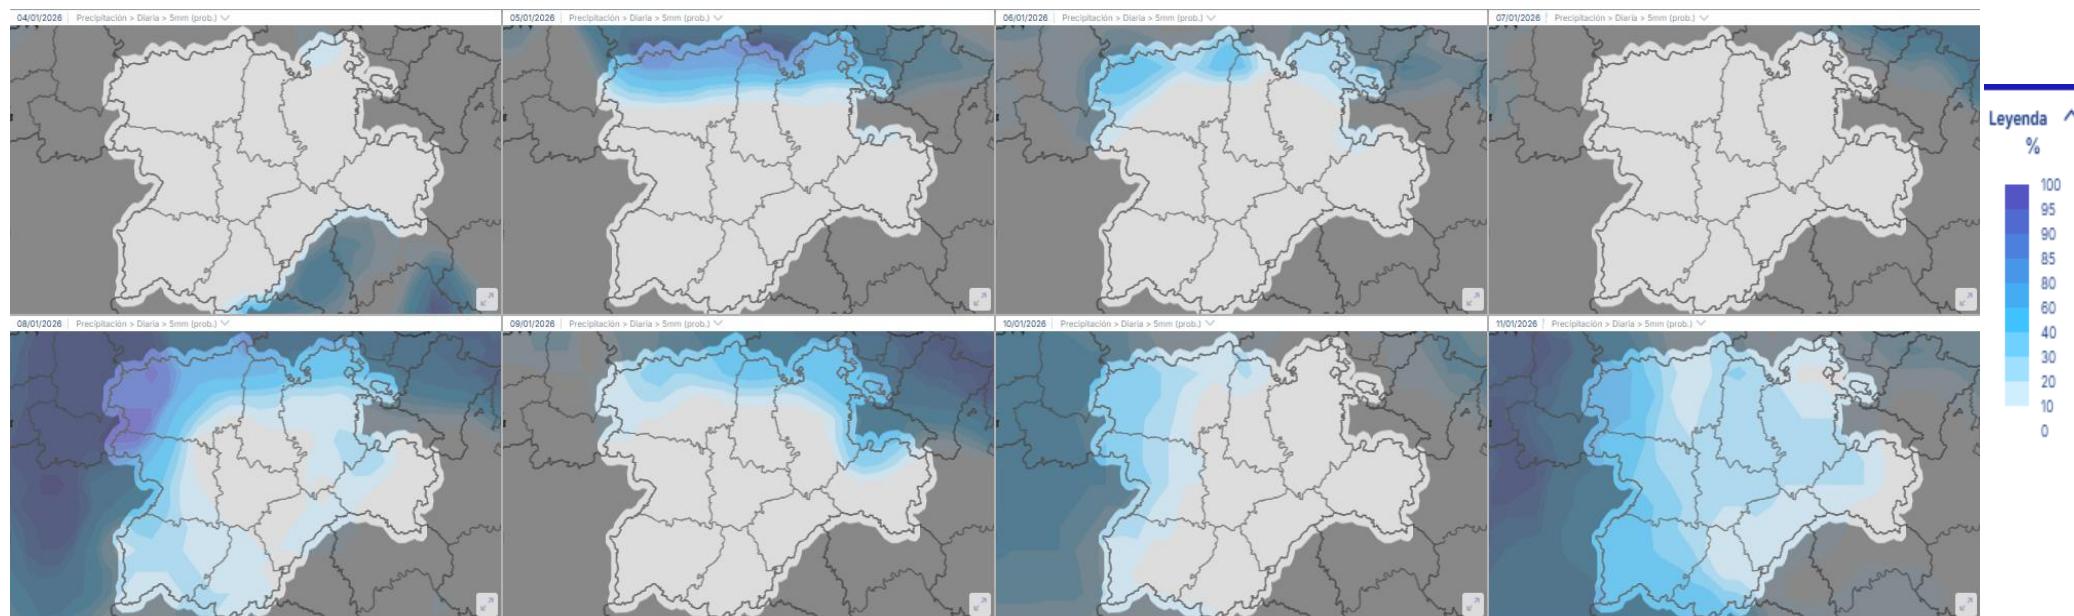 04/01/2026 Precipitación > Diaria > 5mm (prob.)
05/01/2026 Precipitación > Diaria > 5mm (prob.)
06/01/2026 Precipitación > Diaria > 5mm (prob.)
07/01/2026 Precipitación > Diaria > 5mm (prob.)
08/01/2026 Precipitación > Diaria > 5mm (prob.)
09/01/2026 Precipitación > Diaria > 5mm (prob.)
10/01/2026 Precipitación > Diaria > 5mm (prob.)
11/01/2026 Precipitación > Diaria > 5mm (prob.)
Leyenda
%
100
95
90
85
80
60
40
30
20
10
0